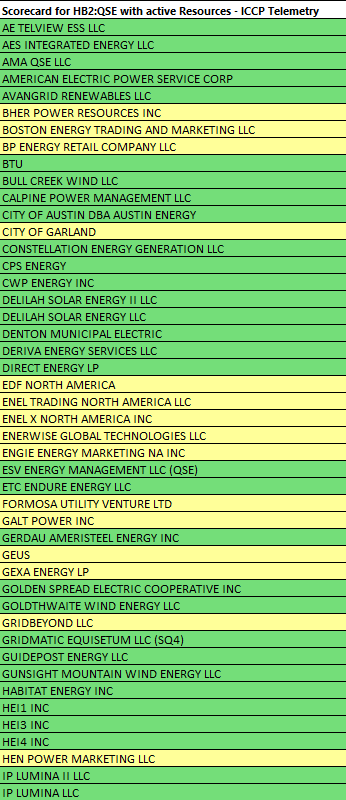 Scorecard for HB2:QSE with active Resources - ICCP Telemetry
AE TELVIEW ESS LLC
AES INTEGRATED ENERGY LLC
AMA QSE LLC
AMERICAN ELECTRIC POWER SERVICE CORP
AVANGRID RENEWABLES LLC
BHER POWER RESOURCES INC
BOSTON ENERGY TRADING AND MARKETING LLC
BP ENERGY RETAIL COMPANY LLC
BTU
BULL CREEK WIND LLC
CALPINE POWER MANAGEMENT LLC
CITY OF AUSTIN DBA AUSTIN ENERGY
CITY OF GARLAND
CONSTELLATION ENERGY GENERATION LLC
CPS ENERGY
CWP ENERGY INC
DELILAH SOLAR ENERGY II LLC
DELILAH SOLAR ENERGY LLC
DENTON MUNICIPAL ELECTRIC
DERIVA ENERGY SERVICES LLC
DIRECT ENERGY LP
EDF NORTH AMERICA
ENEL TRADING NORTH AMERICA LLC
ENEL X NORTH AMERICA INC
ENERWISE GLOBAL TECHNOLOGIES LLC
ENGIE ENERGY MARKETING NA INC
ESV ENERGY MANAGEMENT LLC (QSE)
ETC ENDURE ENERGY LLC
FORMOSA UTILITY VENTURE LTD
GALT POWER INC
GERDAU AMERISTEEL ENERGY INC
GEUS
GEXA ENERGY LP
GOLDEN SPREAD ELECTRIC COOPERATIVE INC
GOLDTHWAITE WIND ENERGY LLC
GRIDBEYOND LLC
GRIDMATIC EQUISETUM LLC (SQ4)
GUIDEPOST ENERGY LLC
GUNSIGHT MOUNTAIN WIND ENERGY LLC
HABITAT ENERGY INC
HEI1 INC
HEI3 INC
HEI4 INC
HEN POWER MARKETING LLC
IP LUMINA II LLC
IP LUMINA LLC